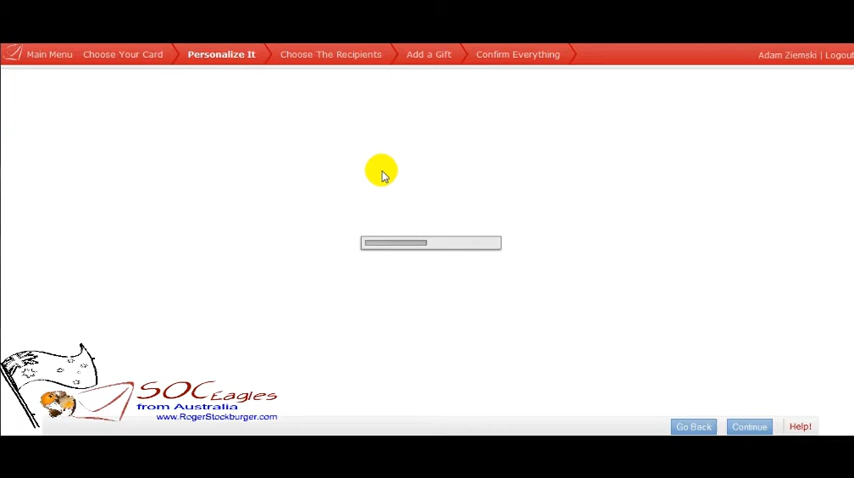 Main Menu Choose Your Card Personalize It Choose The Recipients Add a Gift Confirm Everything Adam Ziemski | Logout
SOC Eagles
from Australia
www.RogerStockburger.com
Go Back Continue Help!